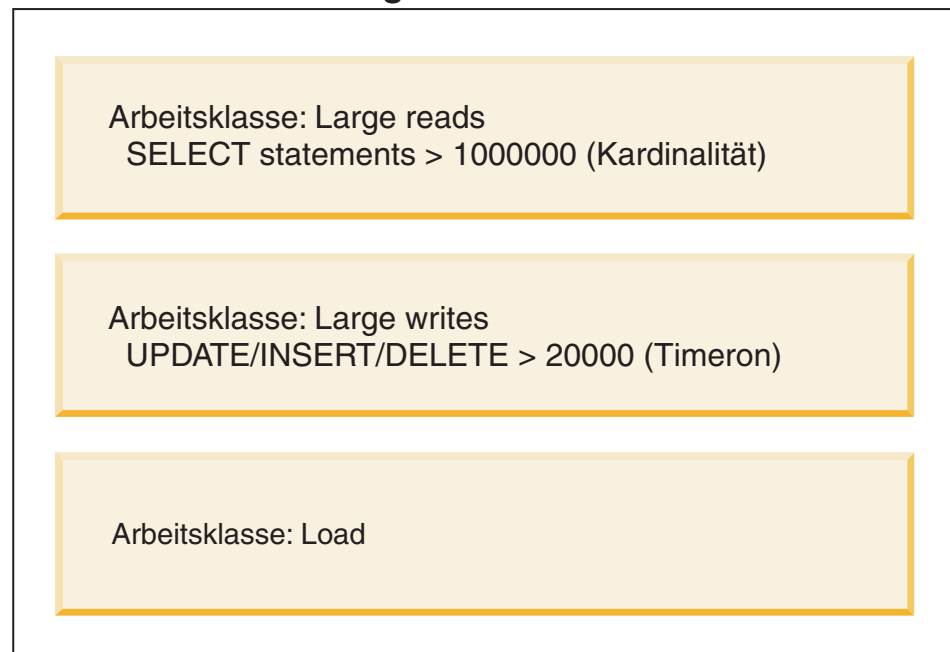 Arbeitsklasse: Large reads
SELECT statements > 1000000 (Kardinalität)
Arbeitsklasse: Large writes
UPDATE/INSERT/DELETE > 20000 (Timeron)
Arbeitsklasse: Load